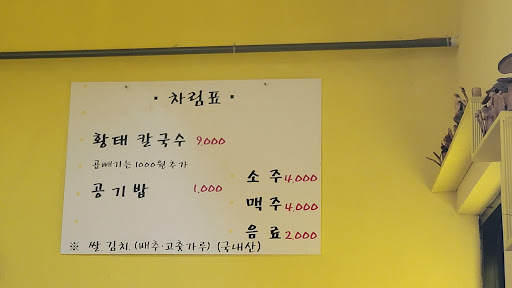 · 차림표 ·
황태 칼국수 9,000
곱빼기는 1000원 추가
공기밥 1,000
소주 4,000
맥주 4,000
음료 2,000
※ 쌀, 김치, (배추·고춧가루) (국내산)